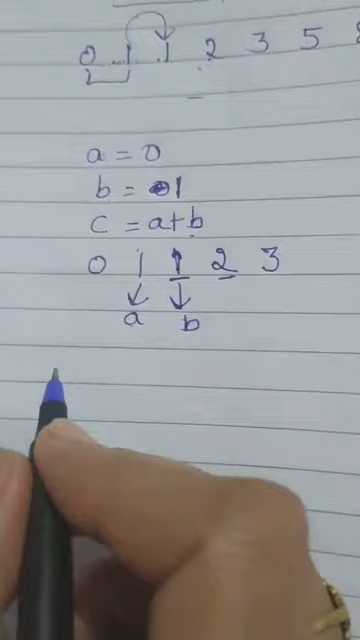 0 1 1 2 3 5
a = 0
b = 1
c = a+b
0 1 1 2 3
a b